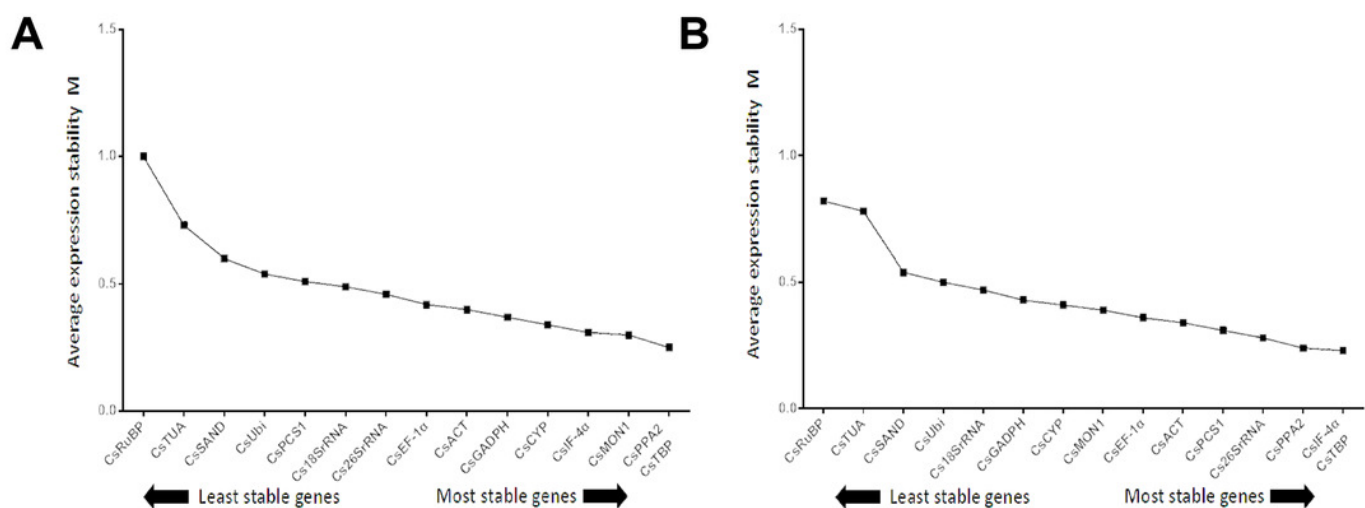 A
Average expression stability M
1.5
1.0
0.5
0.0
CsRuBP
CsTUA
CsSAND
CsUbi
CsPCS1
Cs18SrRNA
Cs26SrRNA
CsEF-1α
CsACT
CsGADPH
CsCYP
CsIF-4α
CsMON1
CsPPA2
CsTBP
Least stable genes
Most stable genes
B
Average expression stability M
1.5
1.0
0.5
0.0
CsRuBP
CsTUA
CsSAND
CsUbi
Cs18SrRNA
CsGADPH
CsCYP
CsMON1
CsEF-1α
CsACT
CsPCS1
Cs26SrRNA
CsPPA2
CsIF-4α
CsTBP
Least stable genes
Most stable genes